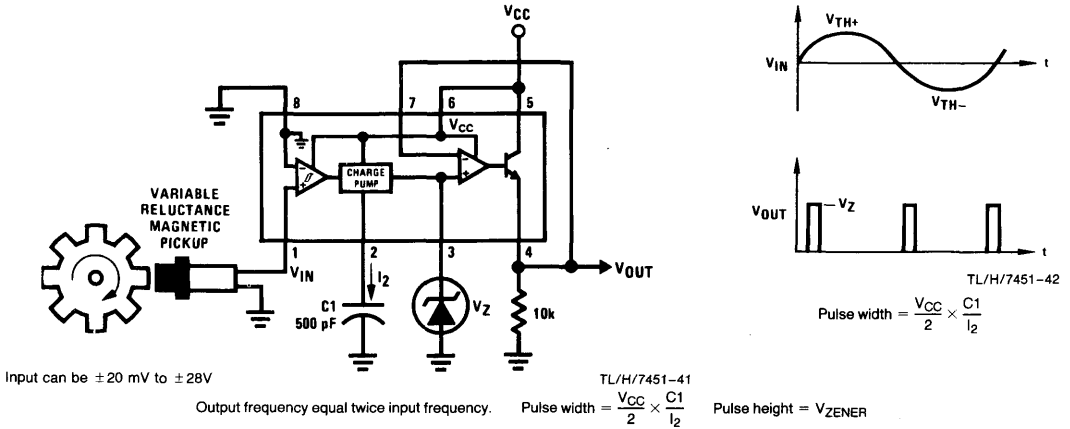 VCC
8
7
6
5
VCC
CHARGE
PUMP
-
+
-
+
VARIABLE
RELUCTANCE
MAGNETIC
PICKUP
1
2
3
4
VIN
I2
C1
500 pF
VZ
10k
VOUT
VTH+
VIN
t
VTH−
VOUT
VZ
t
TL/H/7451–42
Pulse width = VCC/2 × C1/I2
Input can be ±20 mV to ±28V
TL/H/7451–41
Output frequency equal twice input frequency. Pulse width = VCC/2 × C1/I2 Pulse height = VZENER